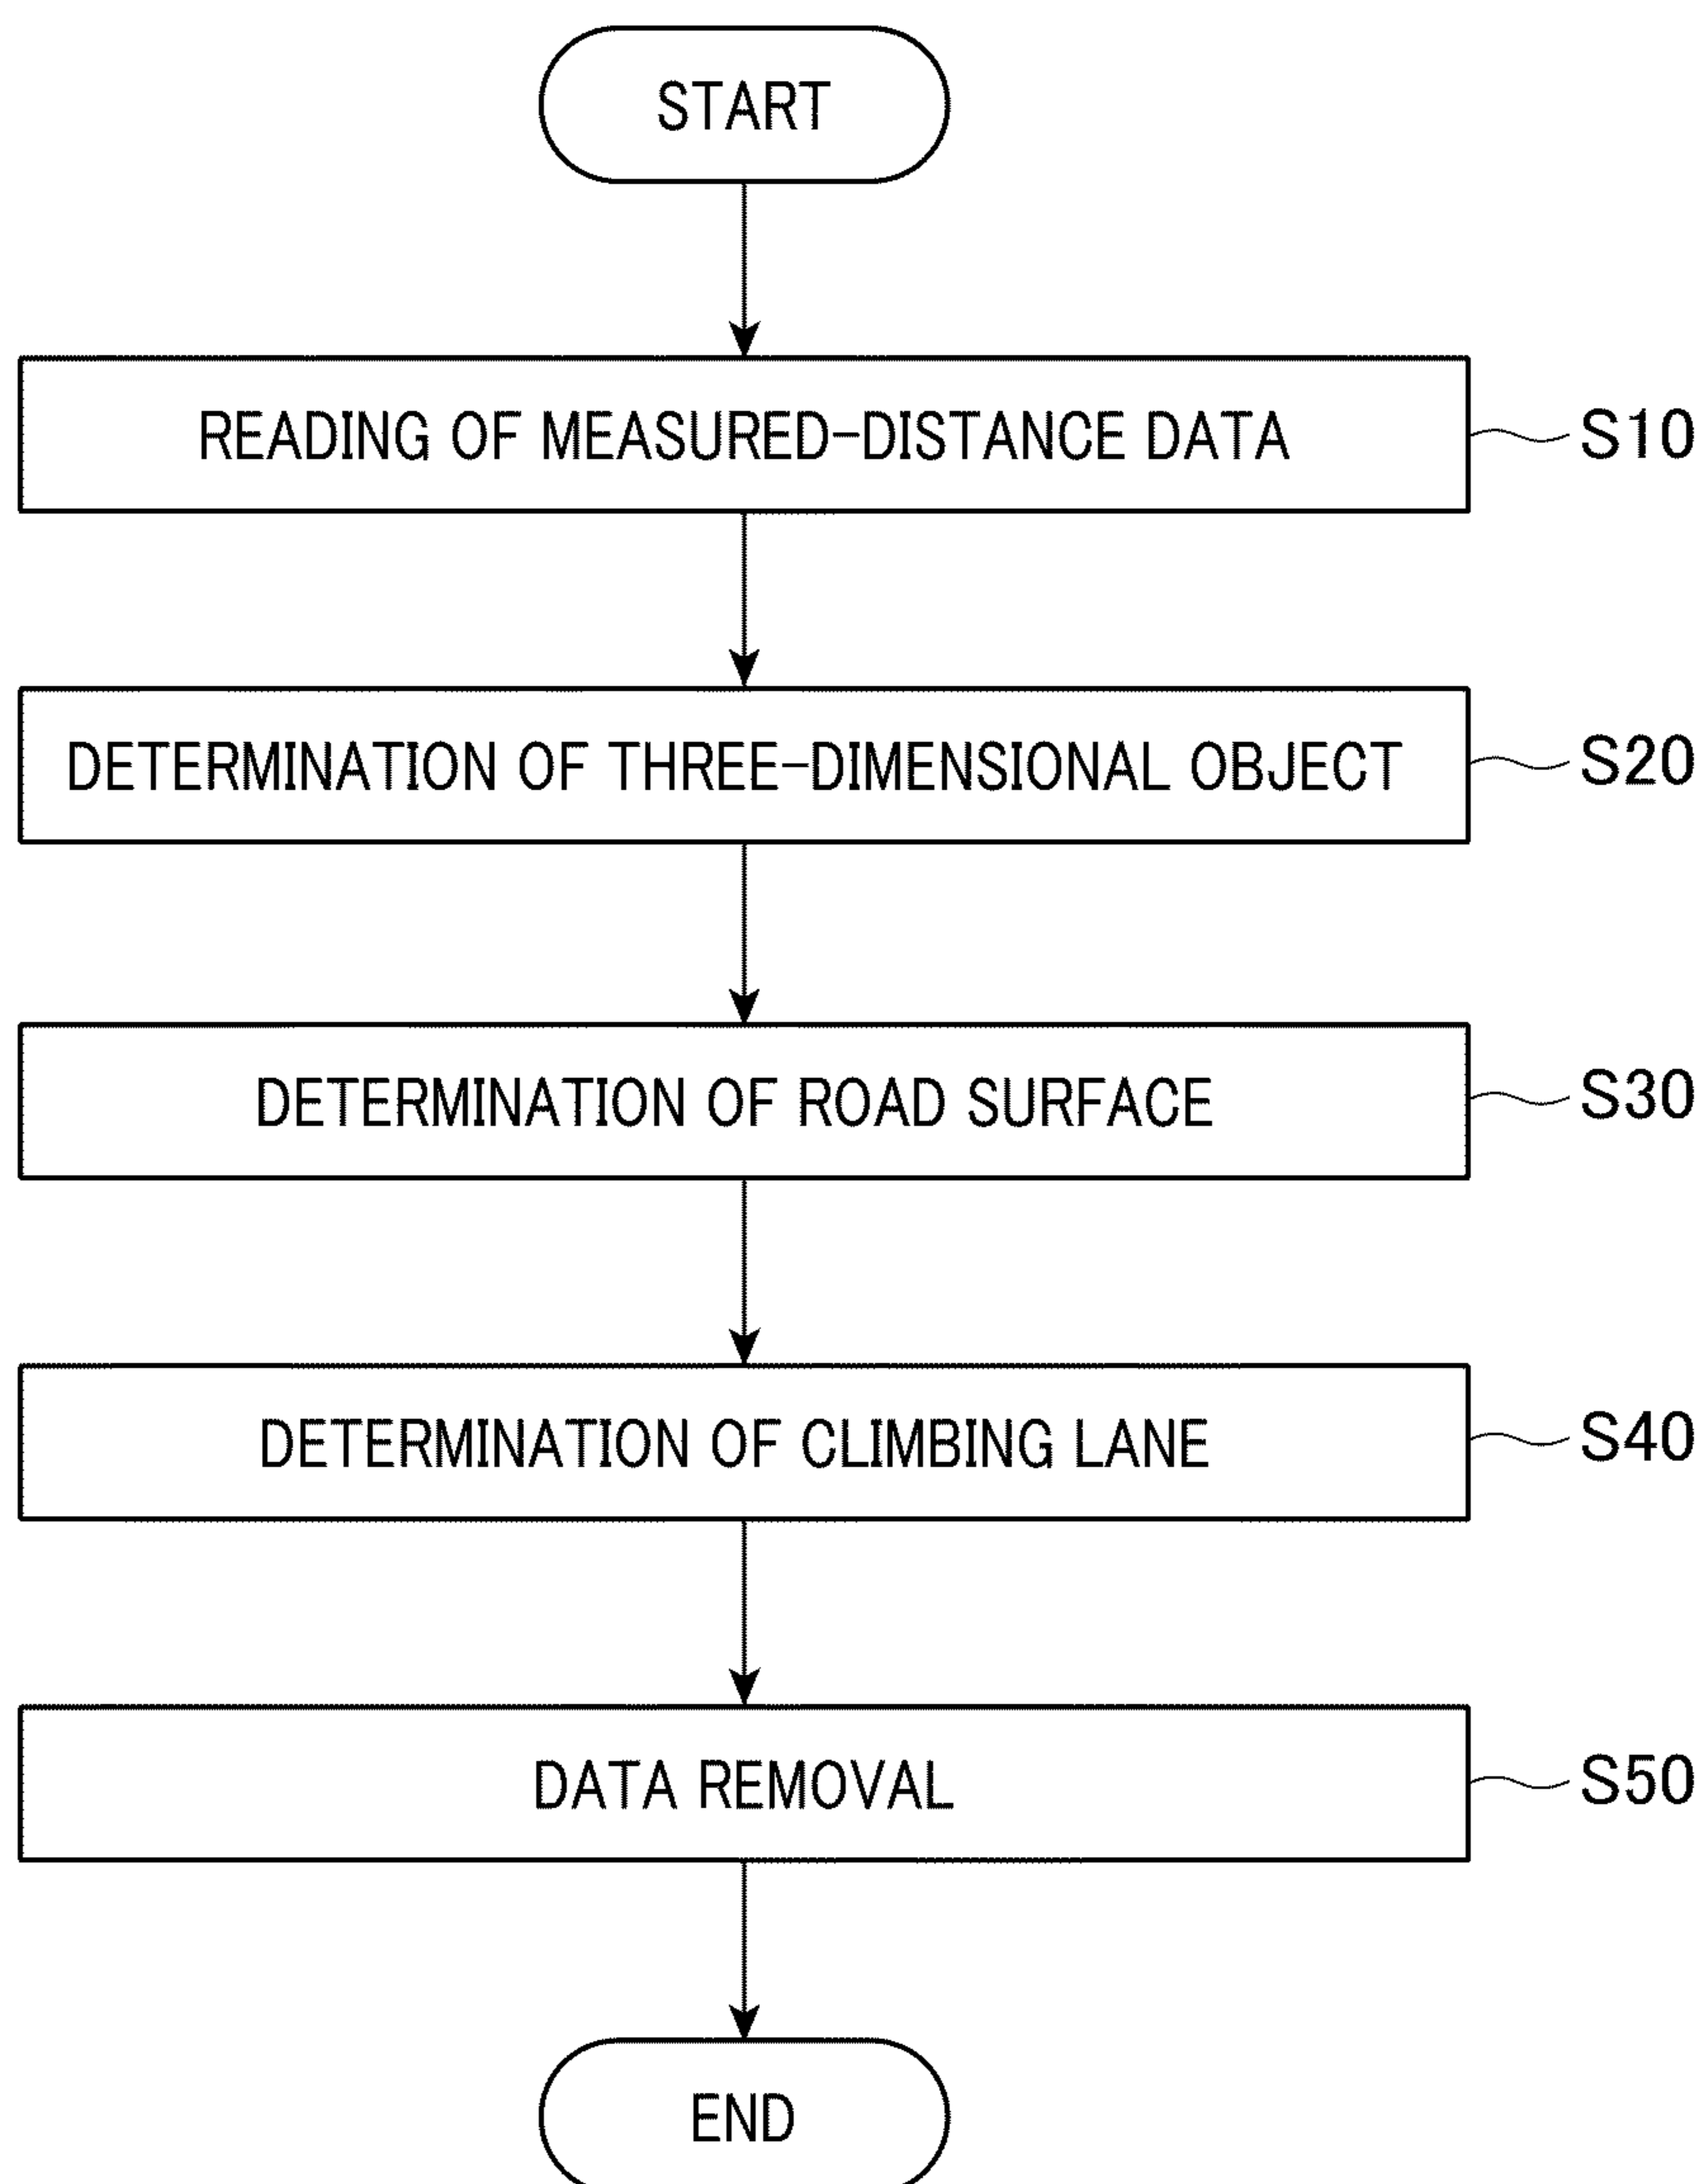 START
READING OF MEASURED-DISTANCE DATA
S10
DETERMINATION OF THREE-DIMENSIONAL OBJECT
S20
DETERMINATION OF ROAD SURFACE
S30
DETERMINATION OF CLIMBING LANE
S40
DATA REMOVAL
S50
END